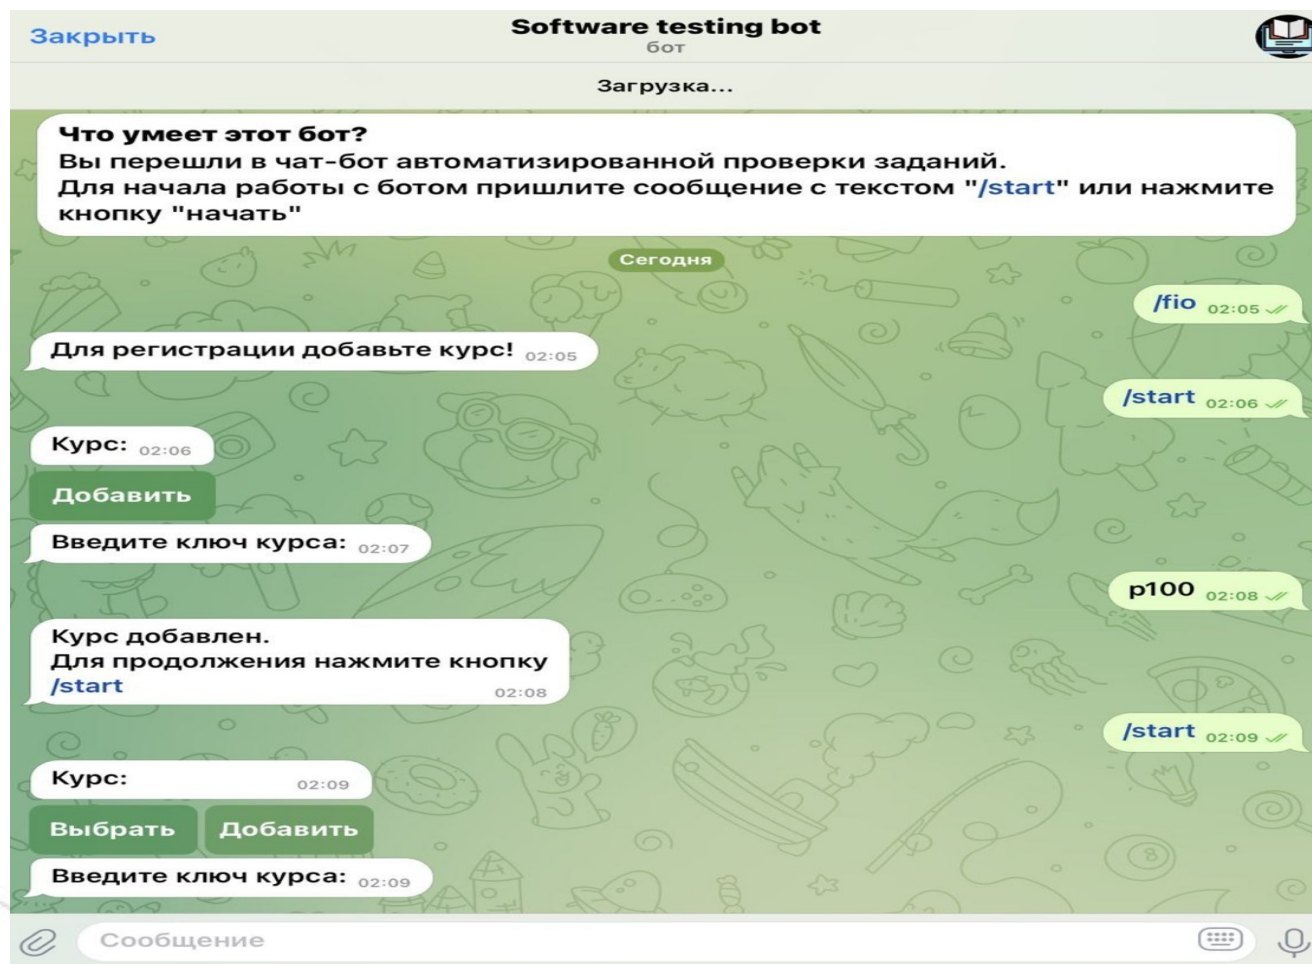 Закрыть
Software testing bot
бот
Загрузка...
Что умеет этот бот?
Вы перешли в чат-бот автоматизированной проверки заданий.
Для начала работы с ботом пришлите сообщение с текстом "/start" или нажмите
кнопку "начать"
Сегодня
/fio 02:05
Для регистрации добавьте курс! 02:05
/start 02:06
Курс: 02:06
Добавить
Введите ключ курса: 02:07
p100 02:08
Курс добавлен.
Для продолжения нажмите кнопку
/start 02:08
/start 02:09
Курс: 02:09
Выбрать Добавить
Введите ключ курса: 02:09
Сообщение